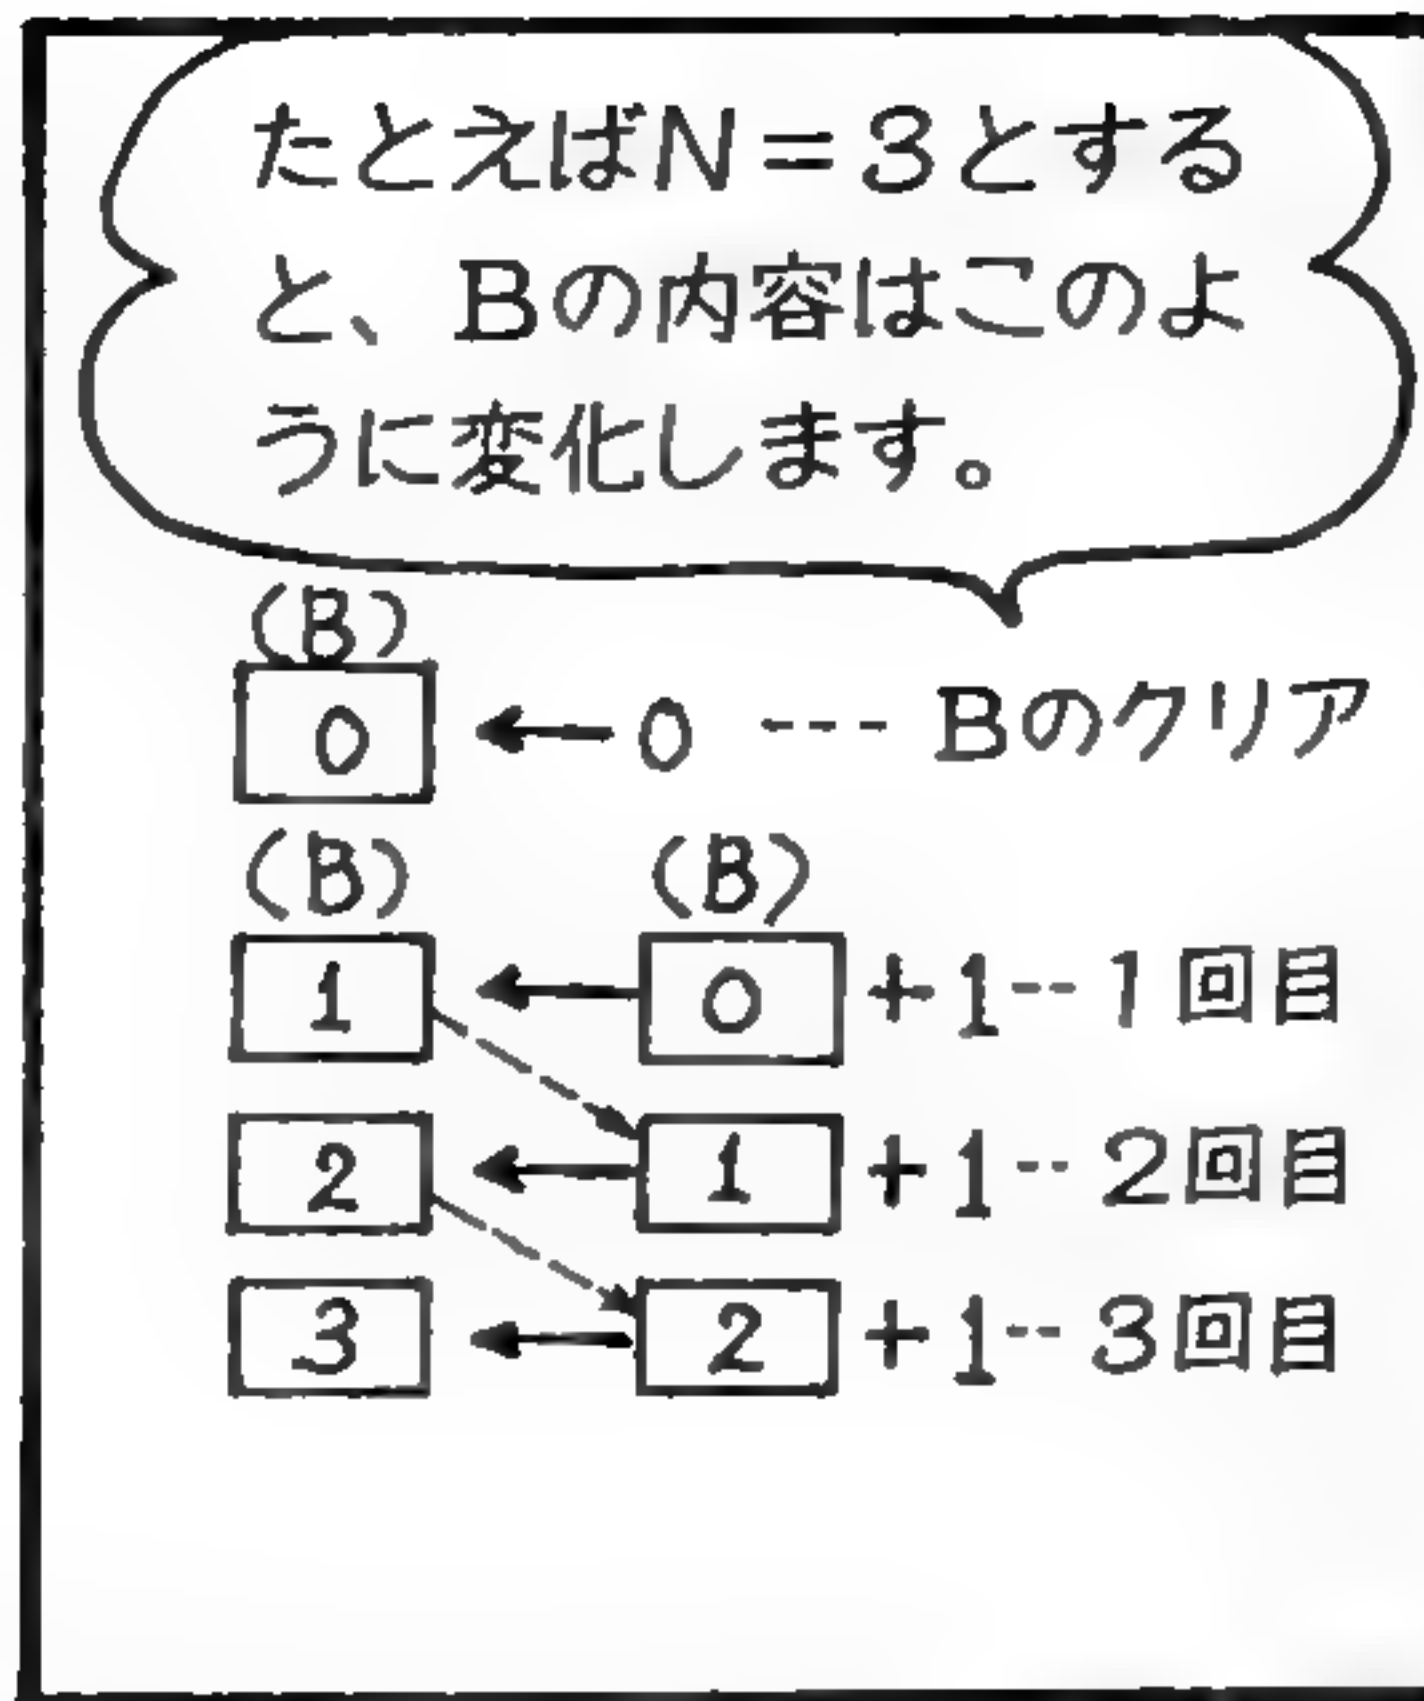 たとえばN=3とする
と、Bの内容はこのよ
うに変化します。
(B)
0 ← 0 --- Bのクリア
(B) (B)
1 ← 0 +1--1回目
2 ← 1 +1--2回目
3 ← 2 +1--3回目